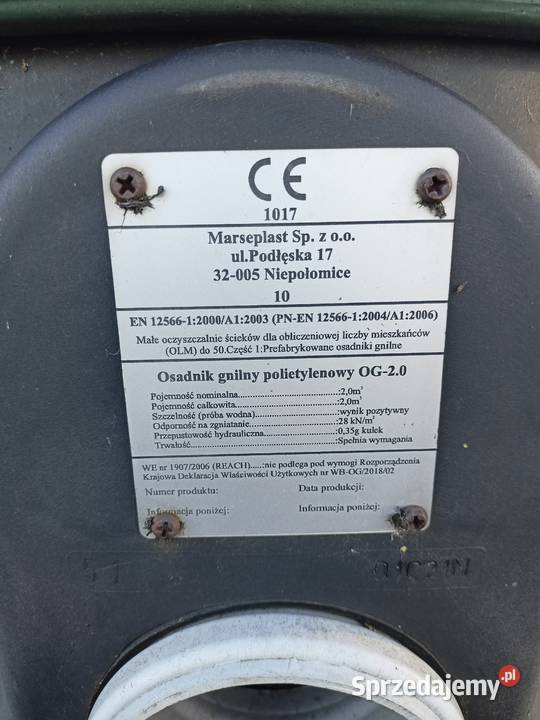 CE
1017
Marseplast Sp. z o.o.
ul.Podłęska 17
32-005 Niepołomice
10
EN 12566-1:2000/A1:2003 (PN-EN 12566-1:2004/A1:2006)
Małe oczyszczalnie ścieków dla obliczeniowej liczby mieszkańców
(OLM) do 50.Część 1:Prefabrykowane osadniki gnilne
Osadnik gnilny polietylenowy OG-2.0
Pojemność nominalna.............................................:2,0m³
Pojemność całkowita..............................................:2,0m³
Szczelność (próba wodna)....................................:wynik pozytywny
Odporność na zgniatanie.......................................:28 kN/m²
Przepustowość hydrauliczna.................................:0,35g kulek
Trwałość.................................................................:Spełnia wymagania
WE nr 1907/2006 (REACH).....:nie podlega pod wymogi Rozporządzenia
Krajowa Deklaracja Właściwości Użytkowych nr WB-OG/2018/02
Numer produktu: Data produkcji:
Informacja poniżej: Informacja poniżej:
Sprzedajemy.pl